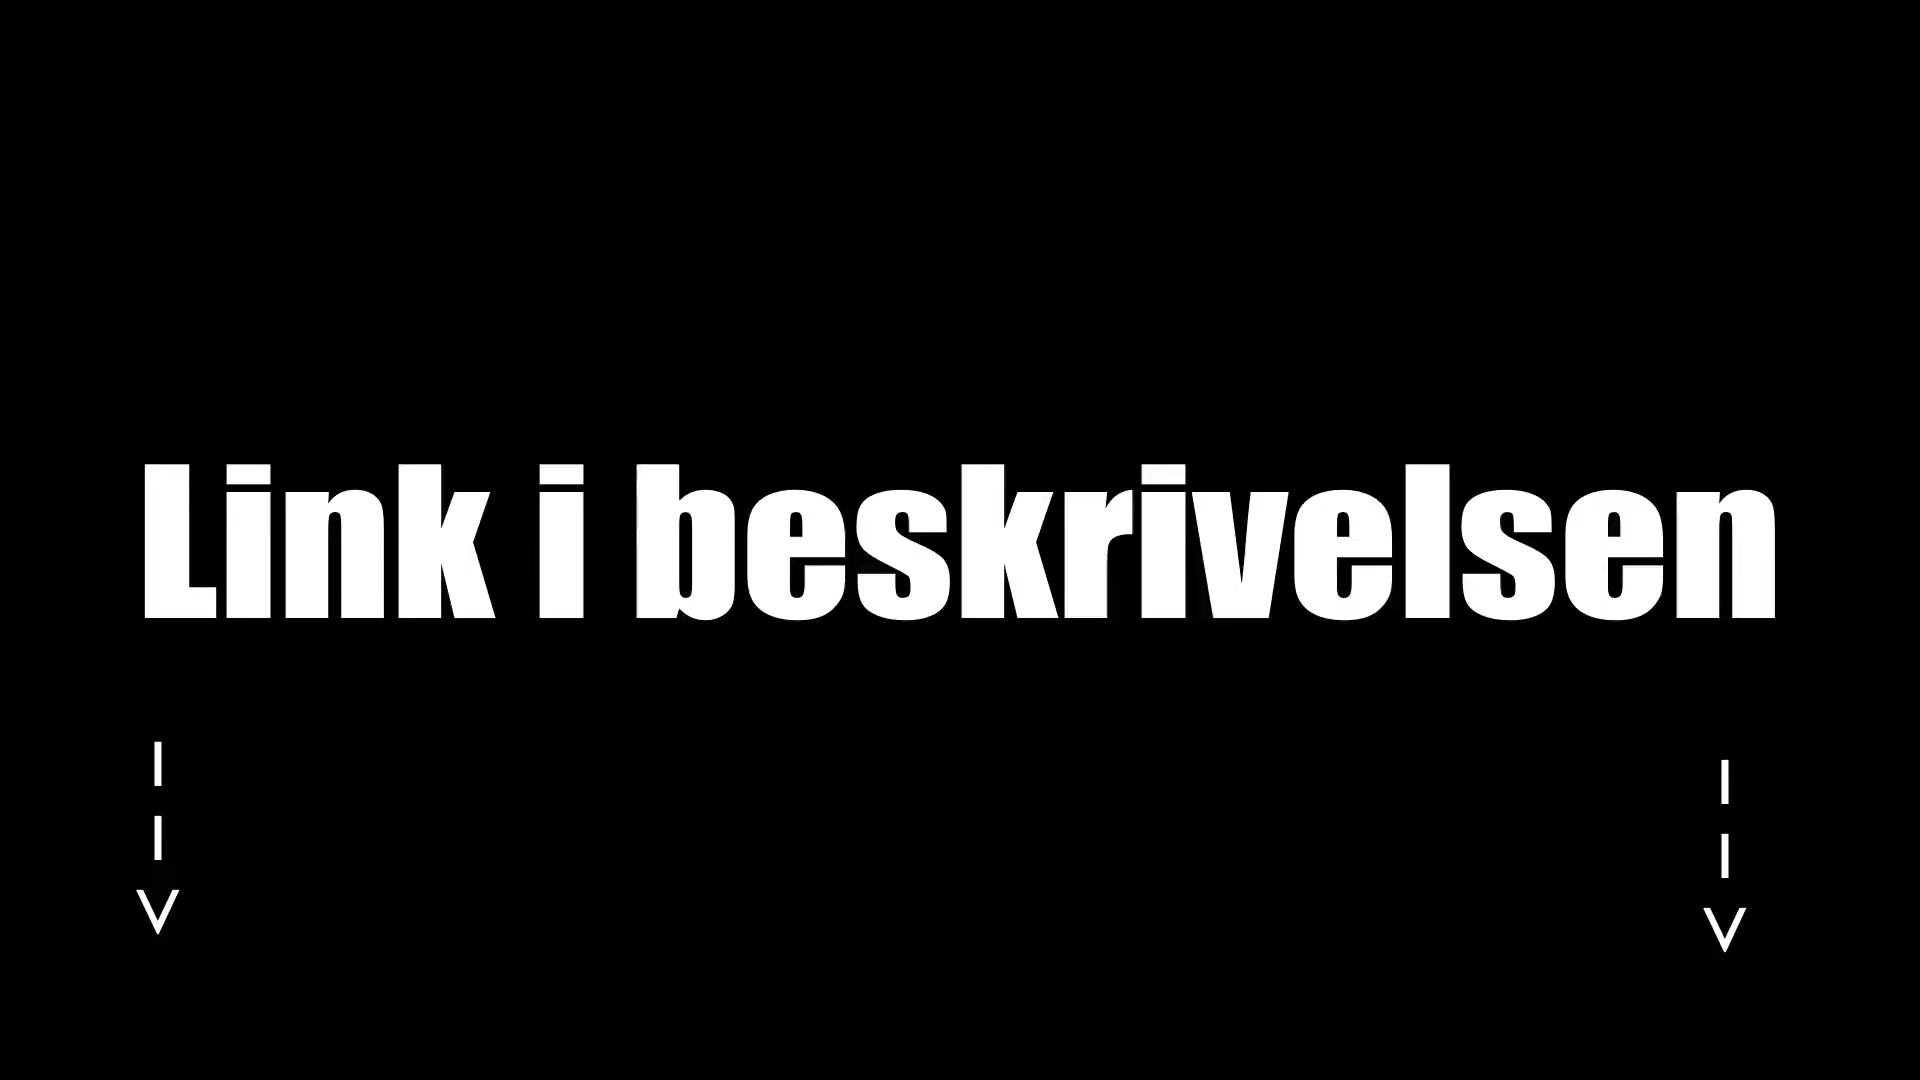 Link i beskrivelsen
| |
| |
V V